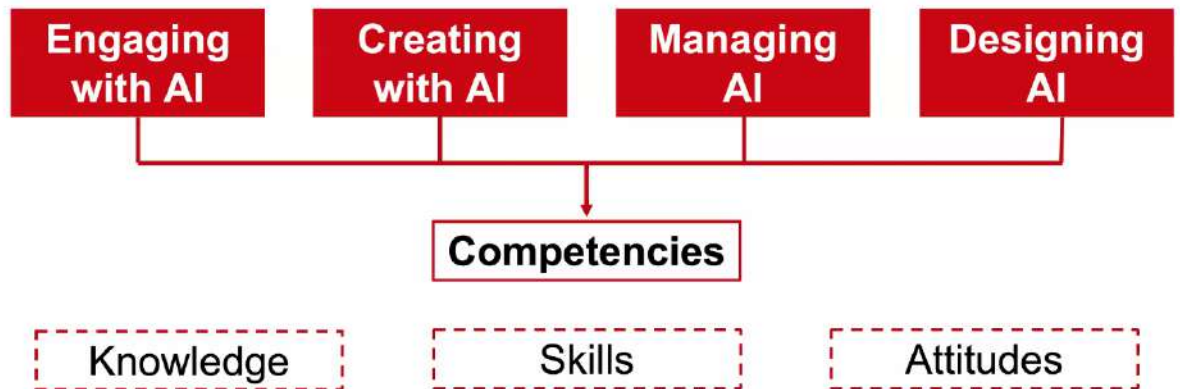 Engaging
with AI
Creating
with AI
Managing
AI
Designing
AI
Competencies
Knowledge
Skills
Attitudes